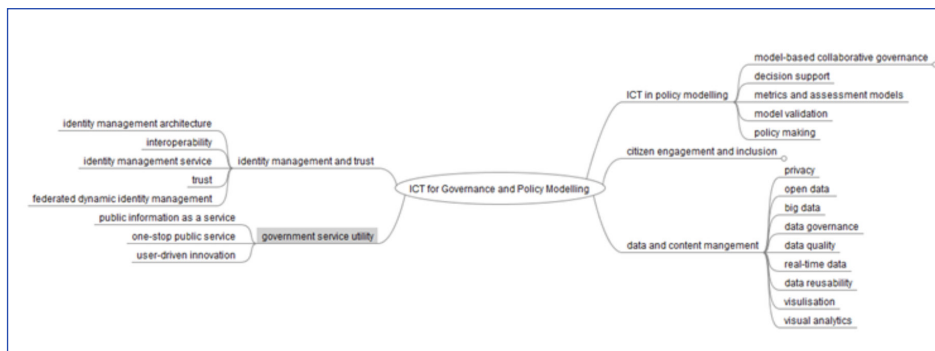 ICT for Governance and Policy Modelling
identity management and trust
identity management architecture
interoperability
identity management service
trust
federated dynamic identity management
government service utility
public information as a service
one-stop public service
user-driven innovation
ICT in policy modelling
model-based collaborative governance
decision support
metrics and assessment models
model validation
policy making
citizen engagement and inclusion
data and content mangement
privacy
open data
big data
data governance
data quality
real-time data
data reusability
visulisation
visual analytics